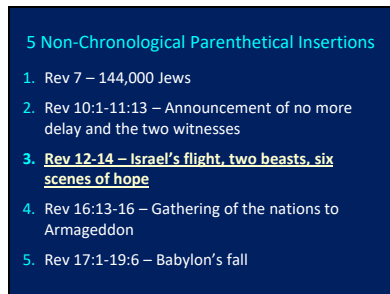 5 Non-Chronological Parenthetical Insertions
1. Rev 7 – 144,000 Jews
2. Rev 10:1-11:13 – Announcement of no more
delay and the two witnesses
3. Rev 12-14 – Israel’s flight, two beasts, six
scenes of hope
4. Rev 16:13-16 – Gathering of the nations to
Armageddon
5. Rev 17:1-19:6 – Babylon’s fall